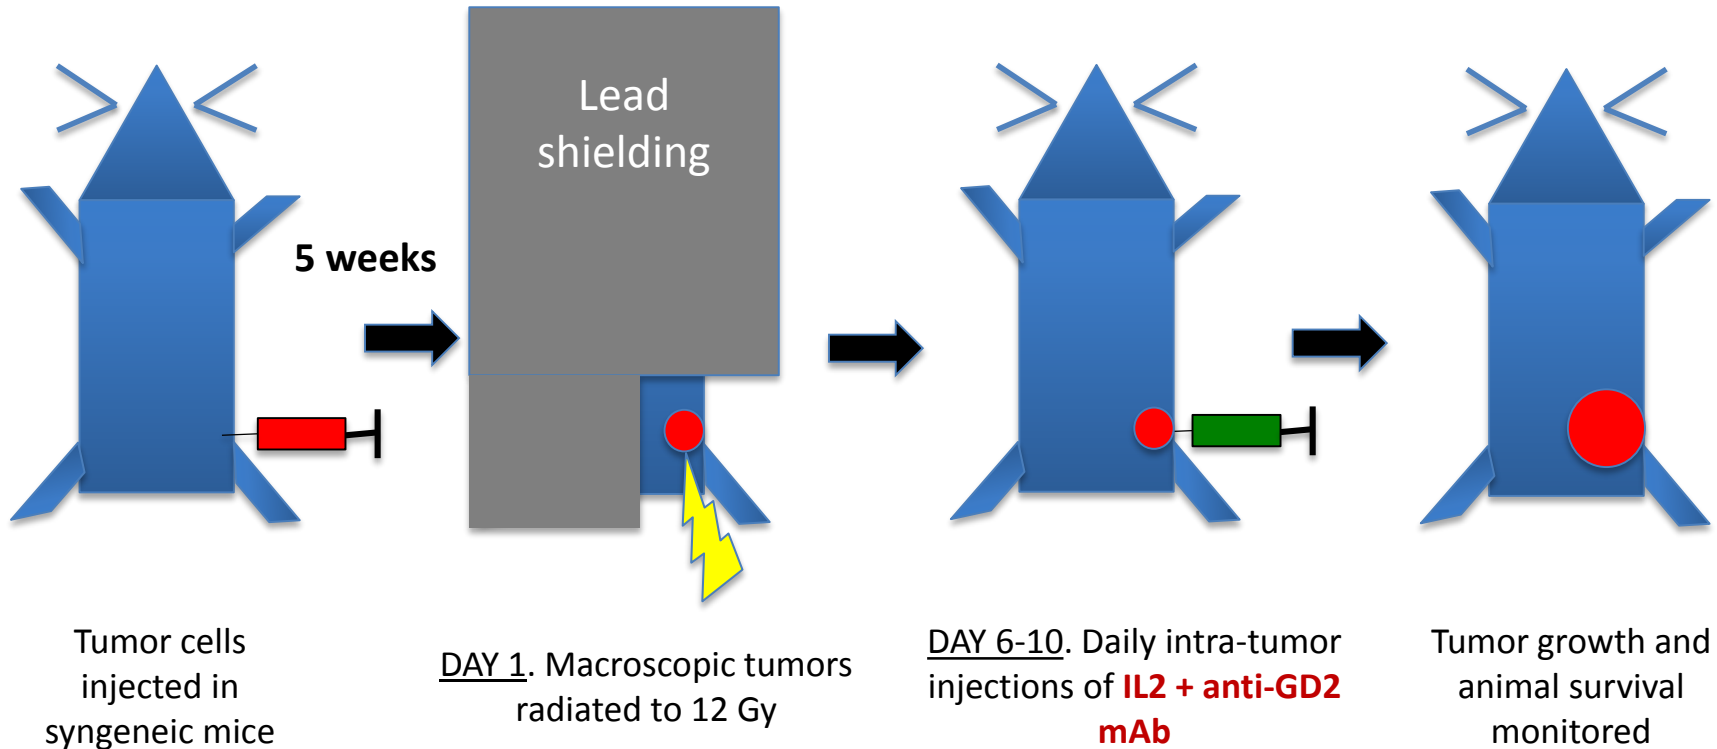 Lead
shielding
5 weeks
Tumor cells
injected in
syngeneic mice
DAY 1. Macroscopic tumors
radiated to 12 Gy
DAY 6-10. Daily intra-tumor
injections of IL2 + anti-GD2
mAb
Tumor growth and
animal survival
monitored